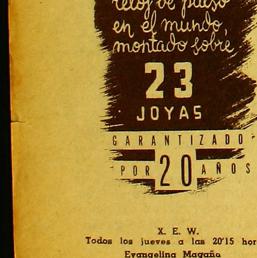 reloj de pulso
en el mundo,
montado sobre
23
JOYAS
GARANTIZADO
POR 20 AÑOS
X. E. W.
Todos los jueves a las 20'15 hor
Evangelina Magaña